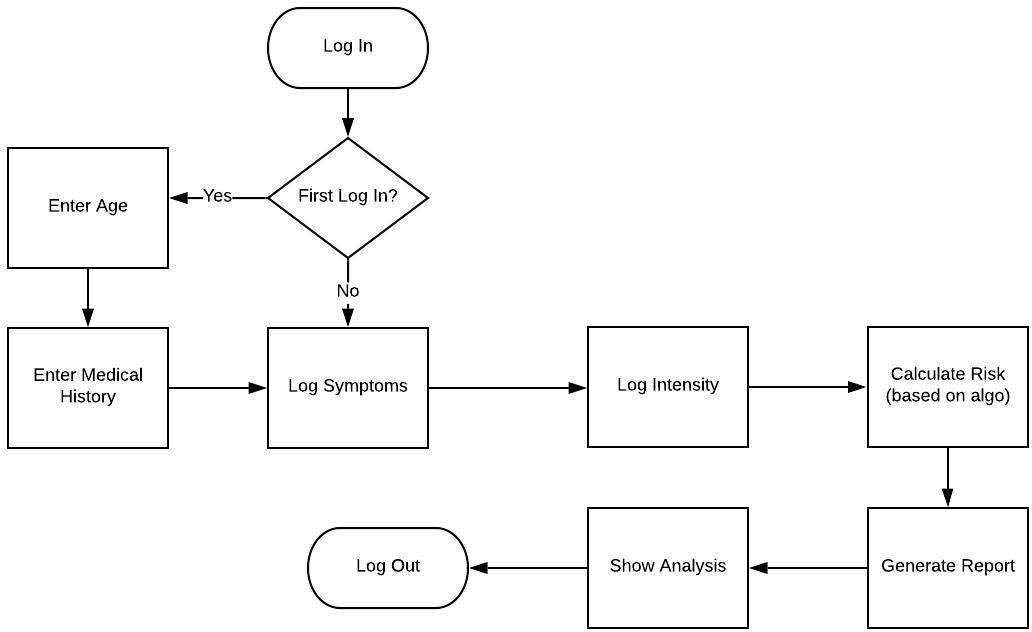 Log In
First Log In?
Yes
Enter Age
No
Enter Medical
History
Log Symptoms
Log Intensity
Calculate Risk
(based on algo)
Generate Report
Show Analysis
Log Out